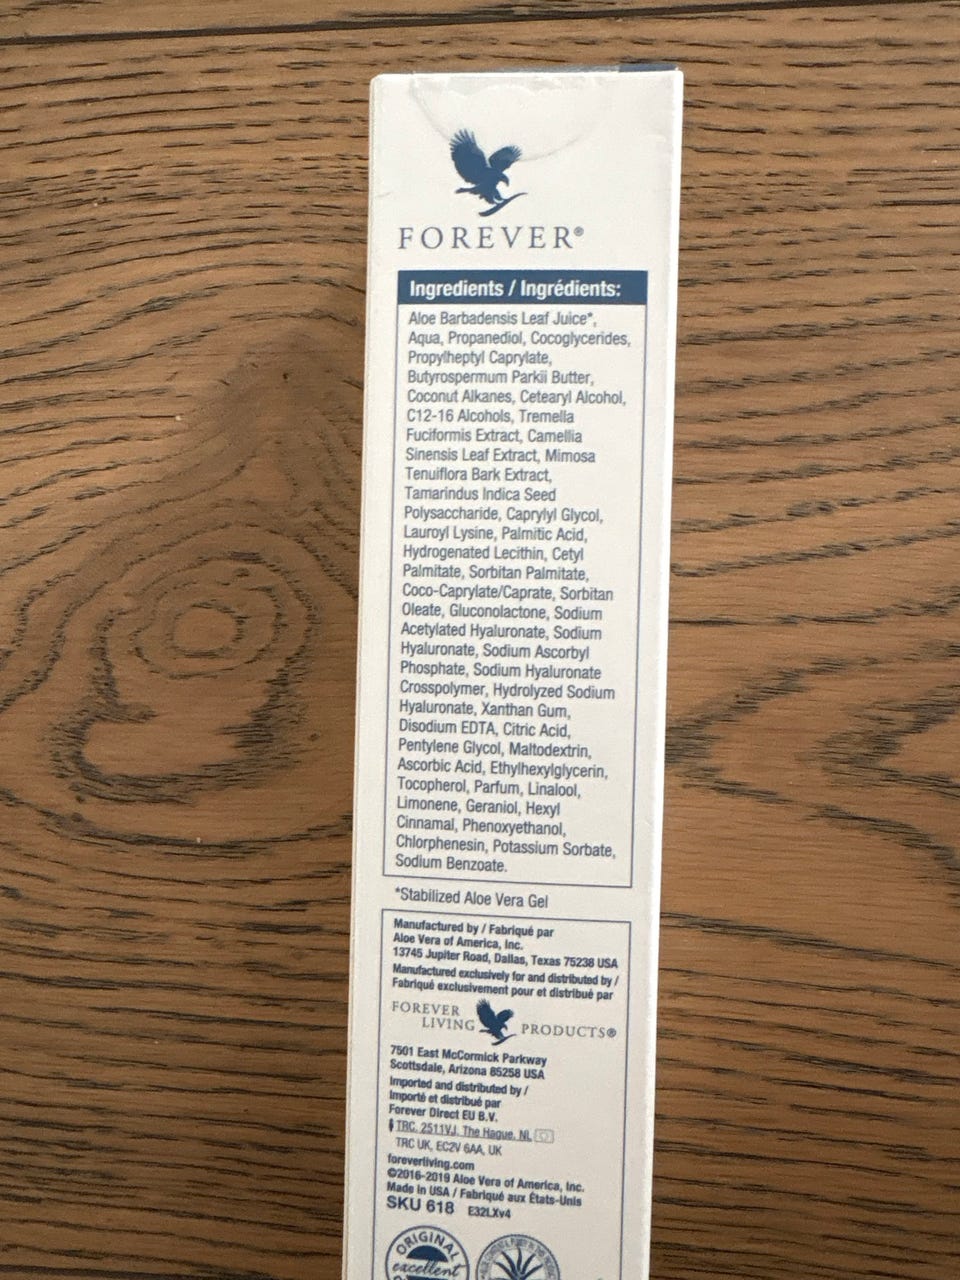 FOREVER®
Ingredients / Ingrédients:
Aloe Barbadensis Leaf Juice*,
Aqua, Propanediol, Cocoglycerides,
Propylheptyl Caprylate,
Butyrospermum Parkii Butter,
Coconut Alkanes, Cetearyl Alcohol,
C12-16 Alcohols, Tremella
Fuciformis Extract, Camellia
Sinensis Leaf Extract, Mimosa
Tenuiflora Bark Extract,
Tamarindus Indica Seed
Polysaccharide, Caprylyl Glycol,
Lauroyl Lysine, Palmitic Acid,
Hydrogenated Lecithin, Cetyl
Palmitate, Sorbitan Palmitate,
Coco-Caprylate/Caprate, Sorbitan
Oleate, Gluconolactone, Sodium
Acetylated Hyaluronate, Sodium
Hyaluronate, Sodium Ascorbyl
Phosphate, Sodium Hyaluronate
Crosspolymer, Hydrolyzed Sodium
Hyaluronate, Xanthan Gum,
Disodium EDTA, Citric Acid,
Pentylene Glycol, Maltodextrin,
Ascorbic Acid, Ethylhexylglycerin,
Tocopherol, Parfum, Linalool,
Limonene, Geraniol, Hexyl
Cinnamal, Phenoxyethanol,
Chlorphenesin, Potassium Sorbate,
Sodium Benzoate.
*Stabilized Aloe Vera Gel
Manufactured by / Fabriqué par
Aloe Vera of America, Inc.
13745 Jupiter Road, Dallas, Texas 75238 USA
Manufactured exclusively for and distributed by /
Fabriqué exclusivement pour et distribué par
FOREVER
LIVING PRODUCTS®
7501 East McCormick Parkway
Scottsdale, Arizona 85258 USA
Imported and distributed by /
Importé et distribué par
Forever Direct EU B.V.
TRC, 2511VJ, The Hague, NL
TRC UK, EC2V 6AA, UK
foreverliving.com
©2016-2019 Aloe Vera of America, Inc.
Made in USA / Fabriqué aux États-Unis
SKU 618 E32LXv4
ORIGINAL
excellent